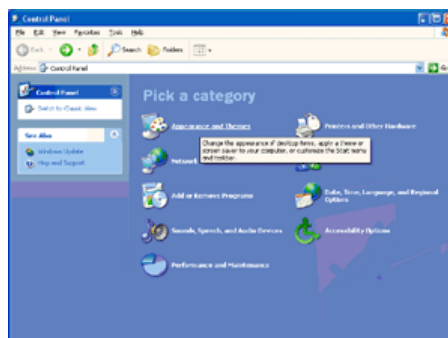 Control Panel
File Edit View Favorites Tools Help
Back Search Folders
Address Control Panel Go
Control Panel
Switch to Classic View
See Also
Windows Update
Help and Support
Pick a category
Appearance and Themes
Printers and Other Hardware
Change the appearance of desktop items, apply a theme or
screen saver to your computer, or customize the Start menu
and taskbar.
Network
Add or Remove Programs
Date, Time, Language, and Regional
Options
Sounds, Speech, and Audio Devices
Accessibility Options
Performance and Maintenance